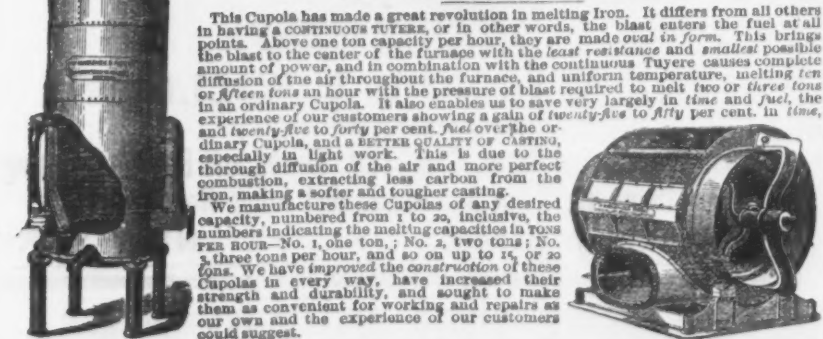 This Cupola has made a great revolution in melting Iron. It differs from all others
in having a CONTINUOUS TUYERE, or in other words, the blast enters the fuel at all
points. Above one ton capacity per hour, they are made oval in form. This brings
the blast to the center of the furnace with the least resistance and smallest possible
amount of power, and in combination with the continuous Tuyere causes complete
diffusion of the air throughout the furnace, and uniform temperature, melting ten
or fifteen tons an hour with the pressure of blast required to melt two or three tons
in an ordinary Cupola. It also enables us to save very largely in time and fuel, the
experience of our customers showing a gain of twenty-five to fifty per cent. in time,
and twenty-five to forty per cent. fuel over the or-
dinary Cupola, and a BETTER QUALITY OF CASTING,
especially in light work. This is due to the
thorough diffusion of the air and more perfect
combustion, extracting less carbon from the
iron, making a softer and tougher casting.
We manufacture these Cupolas of any desired
capacity, numbered from 1 to 20, inclusive, the
numbers indicating the melting capacities in TONS
PER HOUR—No. 1, one ton, ; No. 2, two tons ; No.
3, three tons per hour, and so on up to 15, or 20
tons. We have improved the construction of these
Cupolas in every way, have increased their
strength and durability, and sought to make
them as convenient for working and repairs as
our own and the experience of our customers
could suggest.